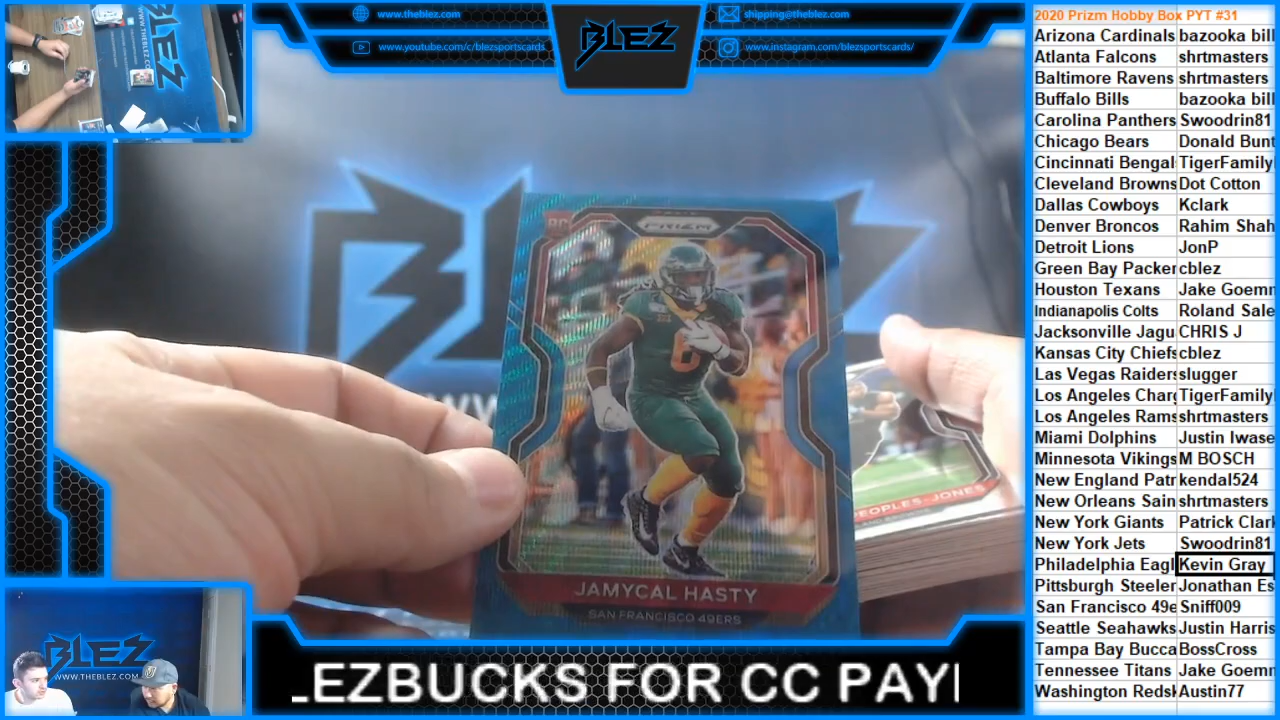 www.theblez.com
www.youtube.com/c/blezsportscards
BLEZ
shipping@theblez.com
www.instagram.com/blezsportscards/
2020 Prizm Hobby Box PYT #31
Arizona Cardinals bazooka bill
Atlanta Falcons shrtmasters
Baltimore Ravens shrtmasters
Buffalo Bills bazooka bill
Carolina Panthers Swoodrin81
Chicago Bears Donald Bunt
Cincinnati Bengal TigerFamily
Cleveland Browns Dot Cotton
Dallas Cowboys Kclark
Denver Broncos Rahim Shah
Detroit Lions JonP
Green Bay Packer cblez
Houston Texans Jake Goem
Indianapolis Colts Roland Sale
Jacksonville Jagu CHRIS J
Kansas City Chiefs cblez
Las Vegas Raiders slugger
Los Angeles Charg TigerFamily
Los Angeles Rams shrtmasters
Miami Dolphins Justin Iwase
Minnesota Vikings M BOSCH
New England Patr kendal524
New Orleans Sain shrtmasters
New York Giants Patrick Clark
New York Jets Swoodrin81
Philadelphia Eagl Kevin Gray
Pittsburgh Steeler Jonathan Es
San Francisco 49e Sniff009
Seattle Seahawks Justin Harris
Tampa Bay Bucca BossCross
Tennessee Titans Jake Goem
Washington Redsk Austin77
BLEZ
RC
PRIZM
6
JAMYCAL HASTY
SAN FRANCISCO 49ERS
PEOPLES-JONES
BLEZ
WWW.THEBLEZ.COM
LEZBUCKS FOR CC PAYI